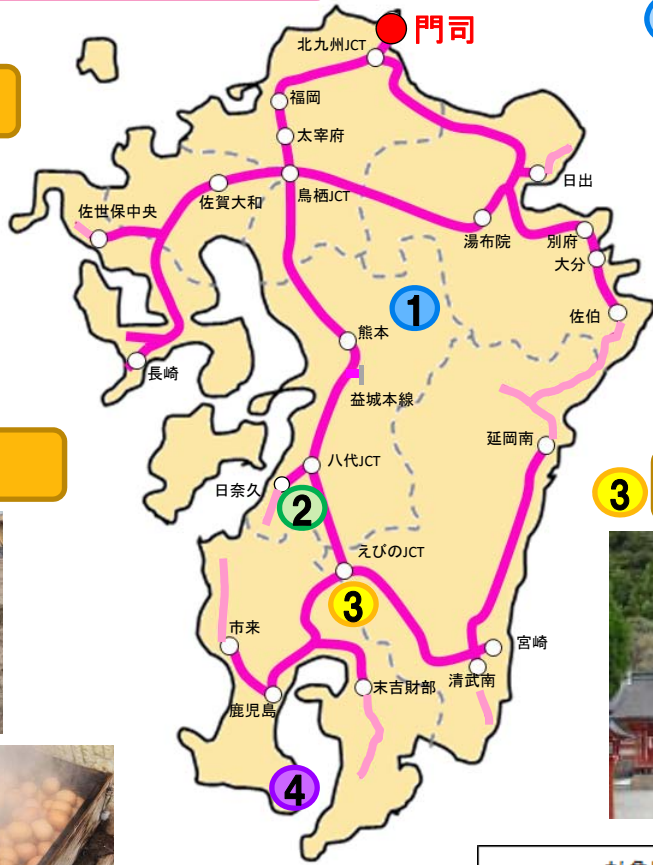 門司
北九州JCT
福岡
太宰府
日出
鳥栖JCT
佐賀大和
佐世保中央
湯布院
別府
大分
1
佐伯
熊本
長崎
益城本線
延岡南
八代JCT
日奈久
2
3
えびのJCT
3
市来
宮崎
清武南
末吉財部
鹿児島
4